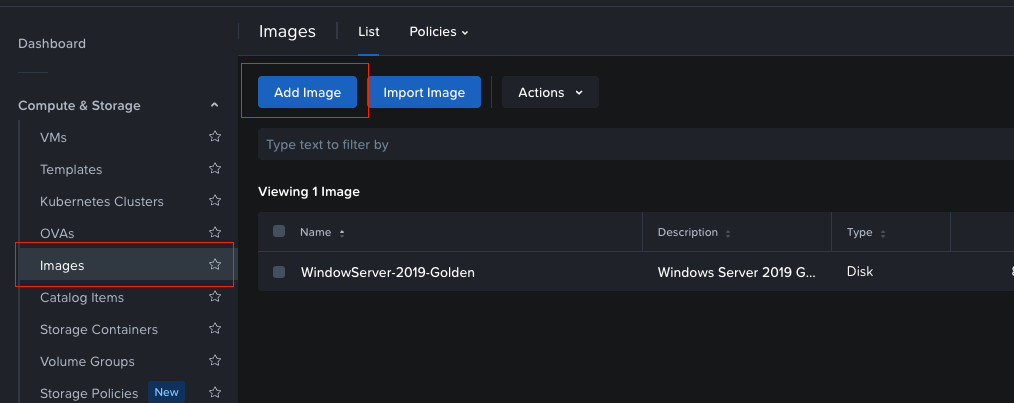 Dashboard
Compute & Storage
VMs
Templates
Kubernetes Clusters
OVAs
Images
Catalog Items
Storage Containers
Volume Groups
Storage Policies New
Images List Policies
Add Image Import Image Actions
Type text to filter by
Viewing 1 Image
Name Description Type
WindowServer-2019-Golden Windows Server 2019 G... Disk